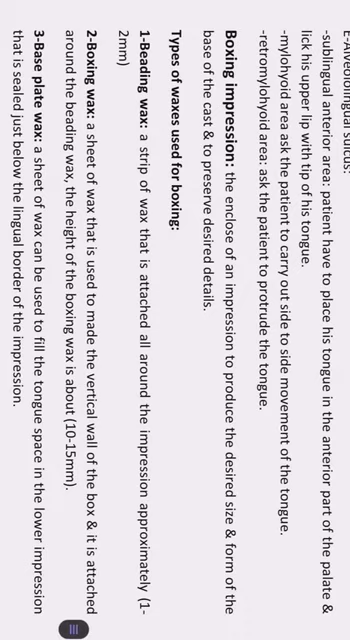 E-Alveololingual sulcus:
-sublingual anterior area: patient have to place his tongue in the anterior part of the palate &
lick his upper lip with tip of his tongue.
-mylohyoid area ask the patient to carry out side to side movement of the tongue.
-retromylohyoid area: ask the patient to protrude the tongue.
Boxing impression: the enclose of an impression to produce the desired size & form of the
base of the cast & to preserve desired details.
Types of waxes used for boxing:
1-Beading wax: a strip of wax that is attached all around the impression approximately (1-
2mm)
2-Boxing wax: a sheet of wax that is used to made the vertical wall of the box & it is attached
around the beading wax, the height of the boxing wax is about (10-15mm).
3-Base plate wax: a sheet of wax can be used to fill the tongue space in the lower impression
that is sealed just below the lingual border of the impression.